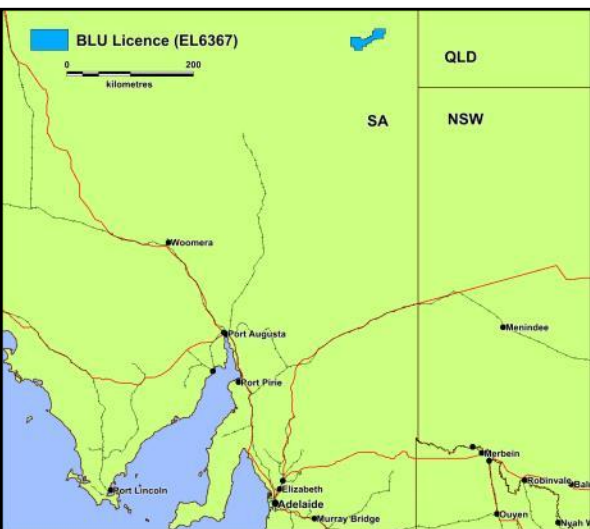 BLU Licence (EL6367)
0 200
kilometres
QLD
SA
NSW
Woomera
Port Augusta
Menindee
Port Pirie
Merbein
Elizabeth
Robinvale
Port Lincoln
Adelaide
Ouyen
Murray Bridge